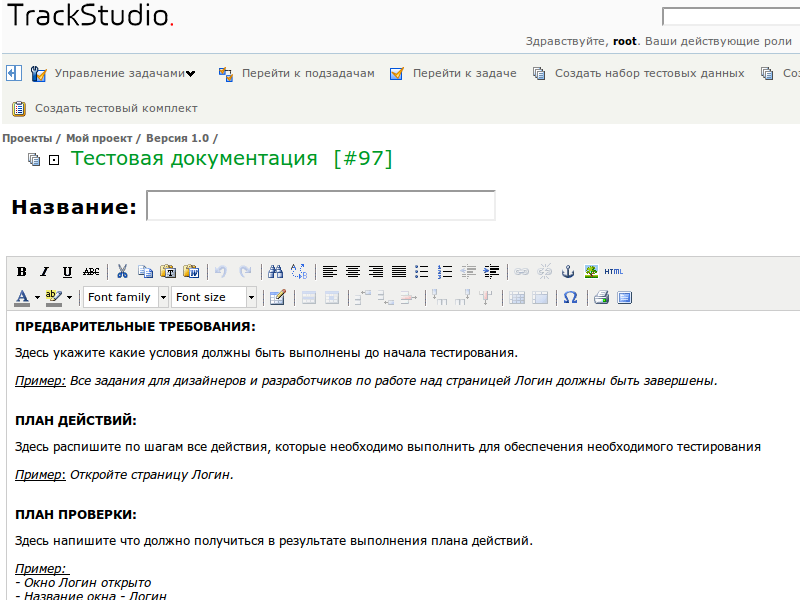 TrackStudio.
Здравствуйте, root. Ваши действующие роли
Управление задачами Перейти к подзадачам Перейти к задаче Создать набор тестовых данных
Создать тестовый комплект
Проекты / Мой проект / Версия 1.0 /
Тестовая документация [#97]
Название:
B I U ABC HTML
A ab Font family Font size Ω
ПРЕДВАРИТЕЛЬНЫЕ ТРЕБОВАНИЯ:
Здесь укажите какие условия должны быть выполнены до начала тестирования.
Пример: Все задания для дизайнеров и разработчиков по работе над страницей Логин должны быть завершены.
ПЛАН ДЕЙСТВИЙ:
Здесь распишите по шагам все действия, которые необходимо выполнить для обеспечения необходимого тестирования
Пример: Откройте страницу Логин.
ПЛАН ПРОВЕРКИ:
Здесь напишите что должно получиться в результате выполнения плана действий.
Пример:
- Окно Логин открыто
- Название окна - Логин